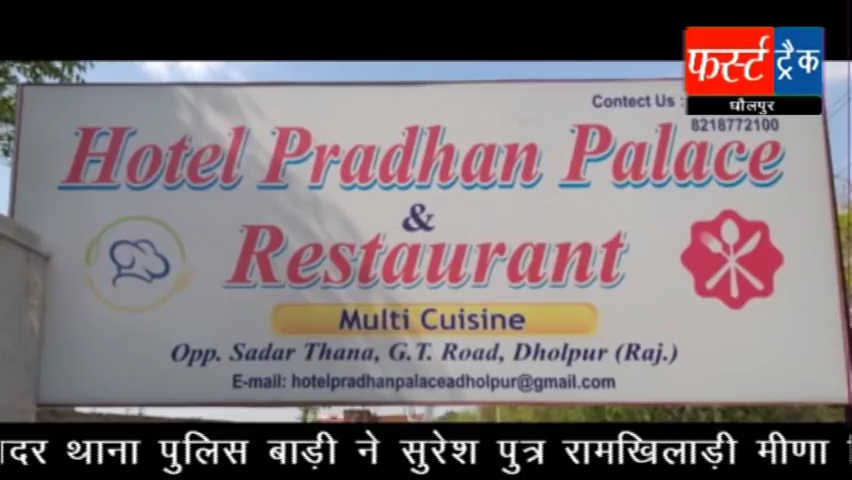 फर्स्ट ट्रैक
धौलपुर
Contect Us :
8218772100
Hotel Pradhan Palace
&
Restaurant
Multi Cuisine
Opp. Sadar Thana, G.T. Road, Dholpur (Raj.)
E-mail: hotelpradhanpalaceadholpur@gmail.com
थाना पुलिस बाड़ी ने सुरेश पुत्र रामखिलाड़ी मीणा